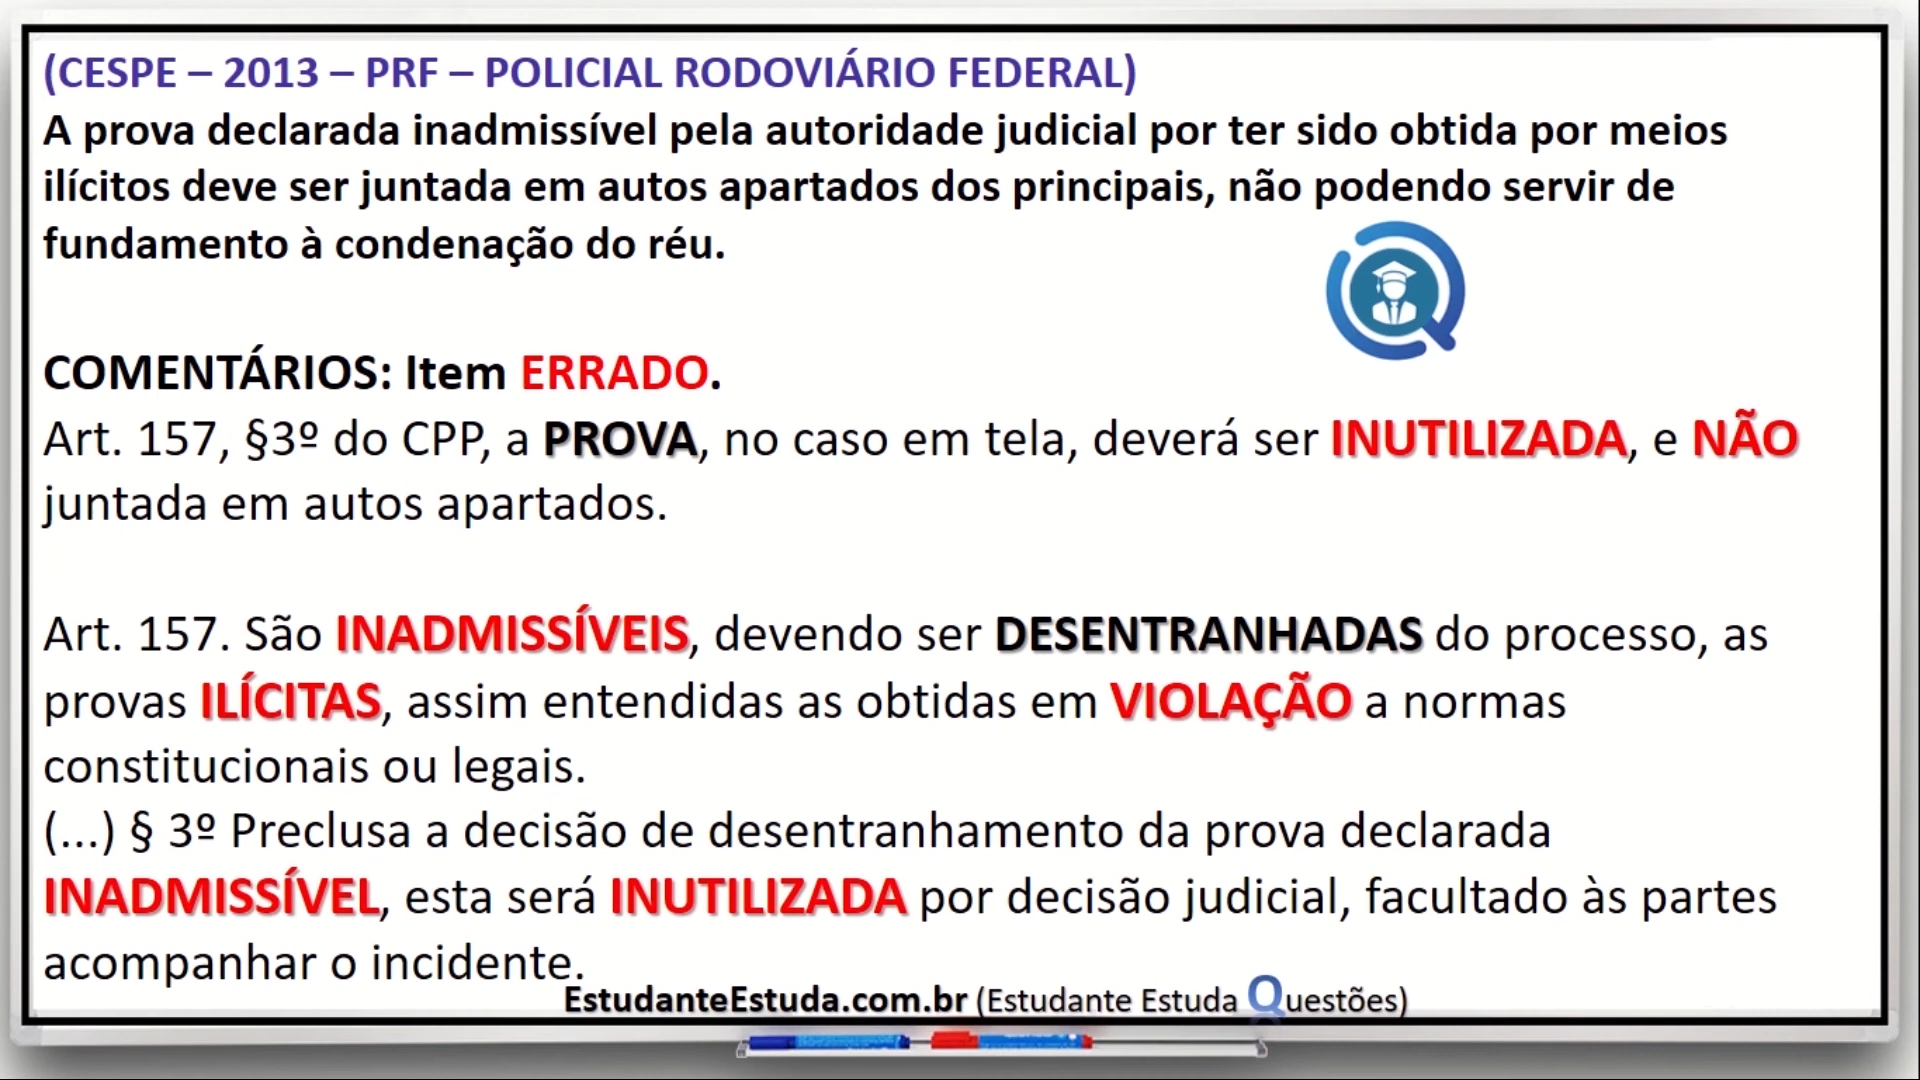 (CESPE – 2013 – PRF – POLICIAL RODOVIÁRIO FEDERAL)
A prova declarada inadmissível pela autoridade judicial por ter sido obtida por meios
ilícitos deve ser juntada em autos apartados dos principais, não podendo servir de
fundamento à condenação do réu.
COMENTÁRIOS: Item ERRADO.
Art. 157, §3º do CPP, a PROVA, no caso em tela, deverá ser INUTILIZADA, e NÃO
juntada em autos apartados.
Art. 157. São INADMISSÍVEIS, devendo ser DESENTRANHADAS do processo, as
provas ILÍCITAS, assim entendidas as obtidas em VIOLAÇÃO a normas
constitucionais ou legais.
(...) § 3º Preclusa a decisão de desentranhamento da prova declarada
INADMISSÍVEL, esta será INUTILIZADA por decisão judicial, facultado às partes
acompanhar o incidente.
EstudanteEstuda.com.br (Estudante Estuda Questões)